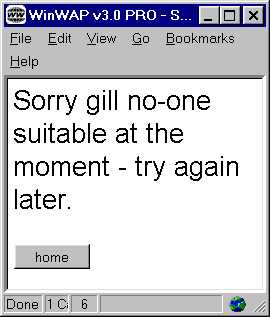 WinWAP v3.0 PRO - S...
File Edit View Go Bookmarks
Help
Sorry gill no-one
suitable at the
moment - try again
later.
home
Done 6